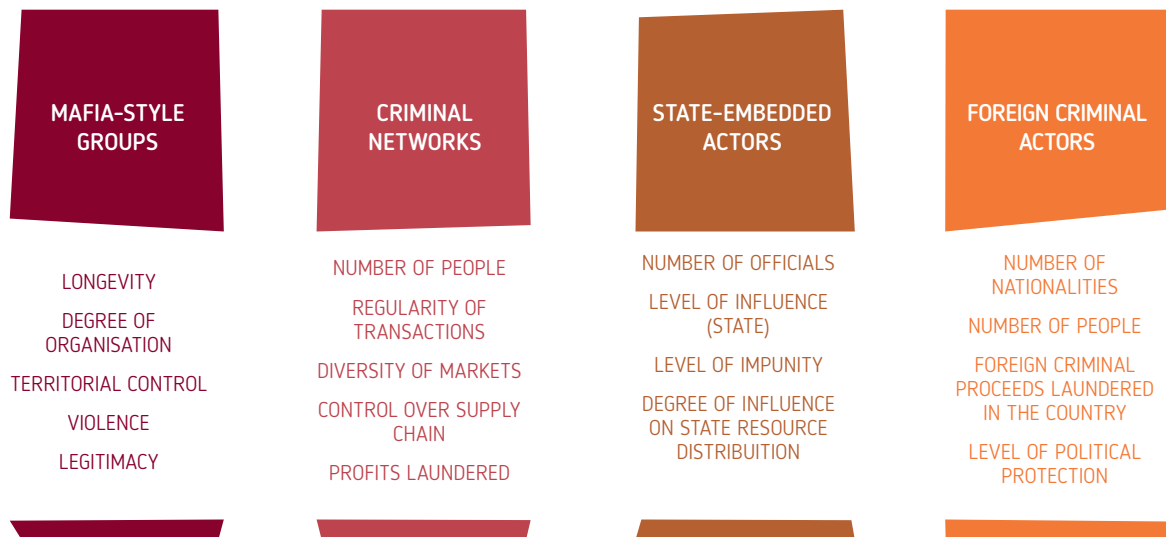 MAFIA-STYLE
GROUPS
LONGEVITY
DEGREE OF
ORGANISATION
TERRITORIAL CONTROL
VIOLENCE
LEGITIMACY
CRIMINAL
NETWORKS
NUMBER OF PEOPLE
REGULARITY OF
TRANSACTIONS
DIVERSITY OF MARKETS
CONTROL OVER SUPPLY
CHAIN
PROFITS LAUNDERED
STATE-EMBEDDED
ACTORS
NUMBER OF OFFICIALS
LEVEL OF INFLUENCE
(STATE)
LEVEL OF IMPUNITY
DEGREE OF INFLUENCE
ON STATE RESOURCE
DISTRIBUITION
FOREIGN CRIMINAL
ACTORS
NUMBER OF
NATIONALITIES
NUMBER OF PEOPLE
FOREIGN CRIMINAL
PROCEEDS LAUNDERED
IN THE COUNTRY
LEVEL OF POLITICAL
PROTECTION